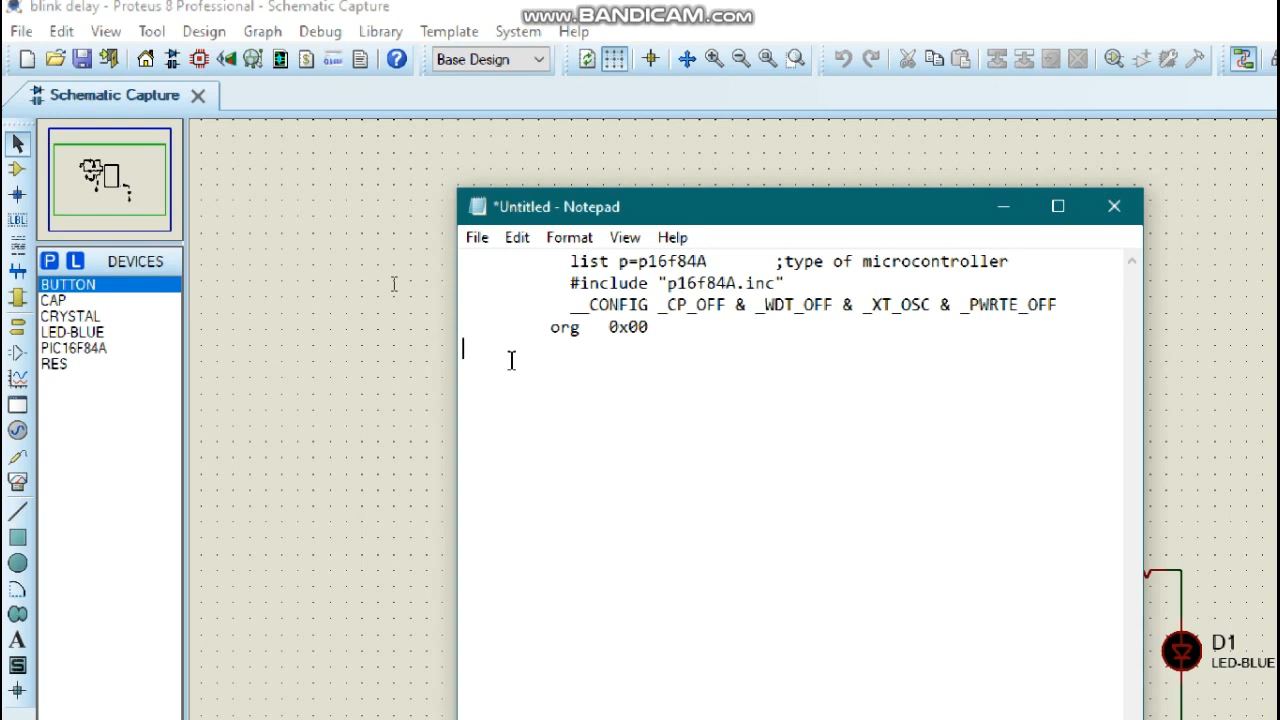 blink delay - Proteus 8 Professional - Schematic Capture
www.BANDICAM.com
File Edit View Tool Design Graph Debug Library Template System Help
Base Design
Schematic Capture
P L DEVICES
BUTTON
CAP
CRYSTAL
LED-BLUE
PIC16F84A
RES
LBL
A
S
*Untitled - Notepad
File Edit Format View Help
list p=p16f84A ;type of microcontroller
#include "p16f84A.inc"
__CONFIG _CP_OFF & _WDT_OFF & _XT_OSC & _PWRTE_OFF
org 0x00
D1
LED-BLUE